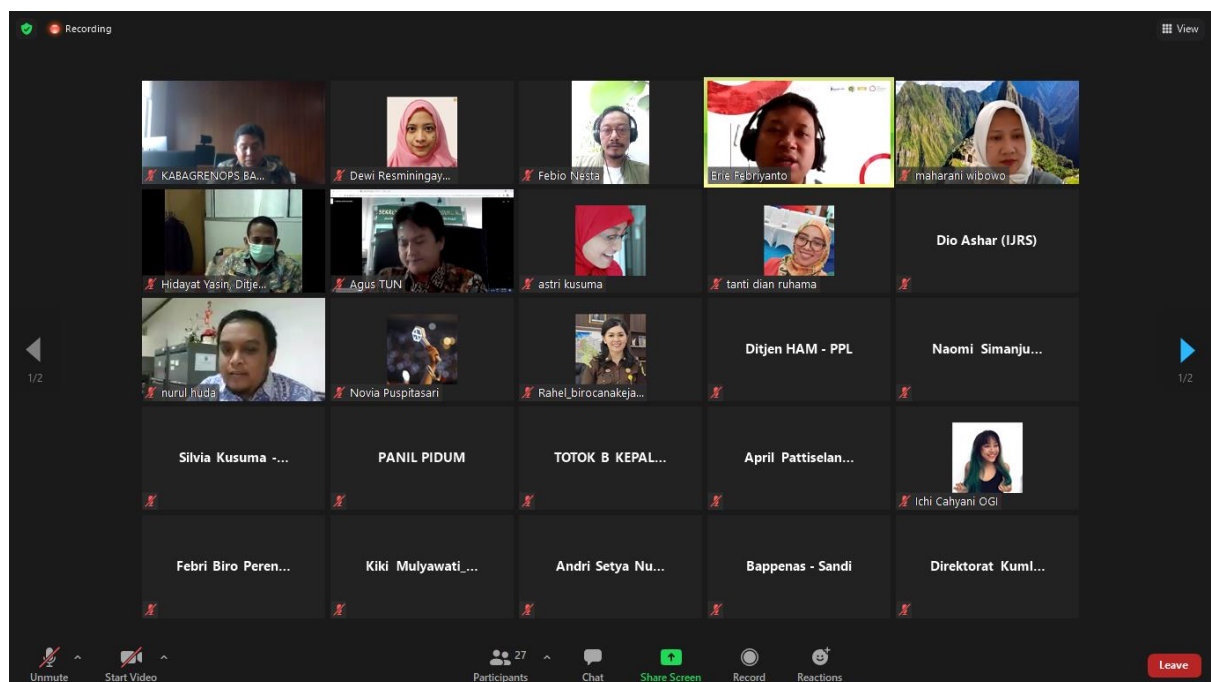 Recording
View
KABAGRENOPS BA...
Dewi Resminingay...
Febio Nesta
Erie Febriyanto
maharani wibowo
Hidayat Yasin, Ditje...
Agus TUN
astri kusuma
tanti dian ruhama
Dio Ashar (IJRS)
nurul huda
Novia Puspitasari
Rahel_birocanakeja...
Ditjen HAM - PPL
Naomi Simanju...
1/2
1/2
Silvia Kusuma -...
PANIL PIDUM
TOTOK B KEPAL...
April Pattiselan...
Ichi Cahyani OGI
Febri Biro Peren...
Kiki Mulyawati_...
Andri Setya Nu...
Bappenas - Sandi
Direktorat Kuml...
Unmute
Start Video
27
Participants
Chat
Share Screen
Record
Reactions
Leave